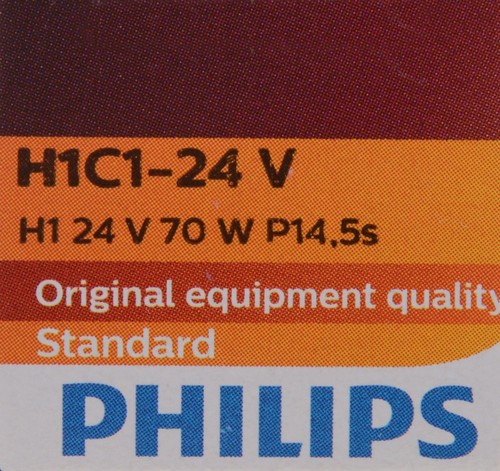 H1C1-24 V
H1 24 V 70 W P14,5s
Original equipment quality
Standard
PHILIPS